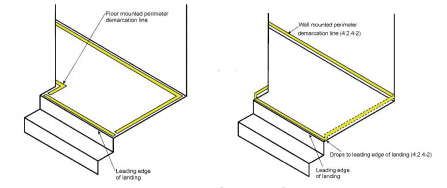 Floor mounted perimeter
demarcation line
Leading edge
of landing
Wall mounted perimeter
demarcation line (4.2.4-2)
Drops to leading edge of landing (4.2.4-2)
Leading edge
of landing